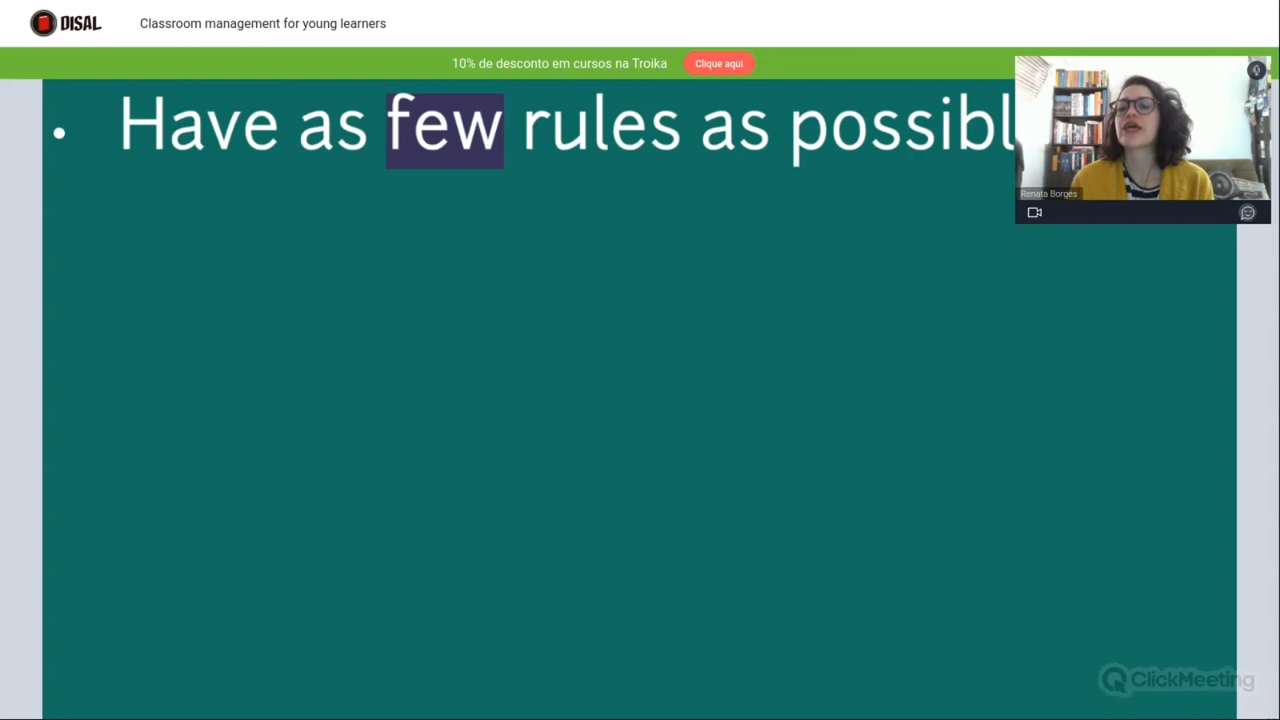 DISAL
Classroom management for young learners
10% de desconto em cursos na Troika
Clique aqui
• Have as few rules as possibl
Renata Borges
ClickMeeting